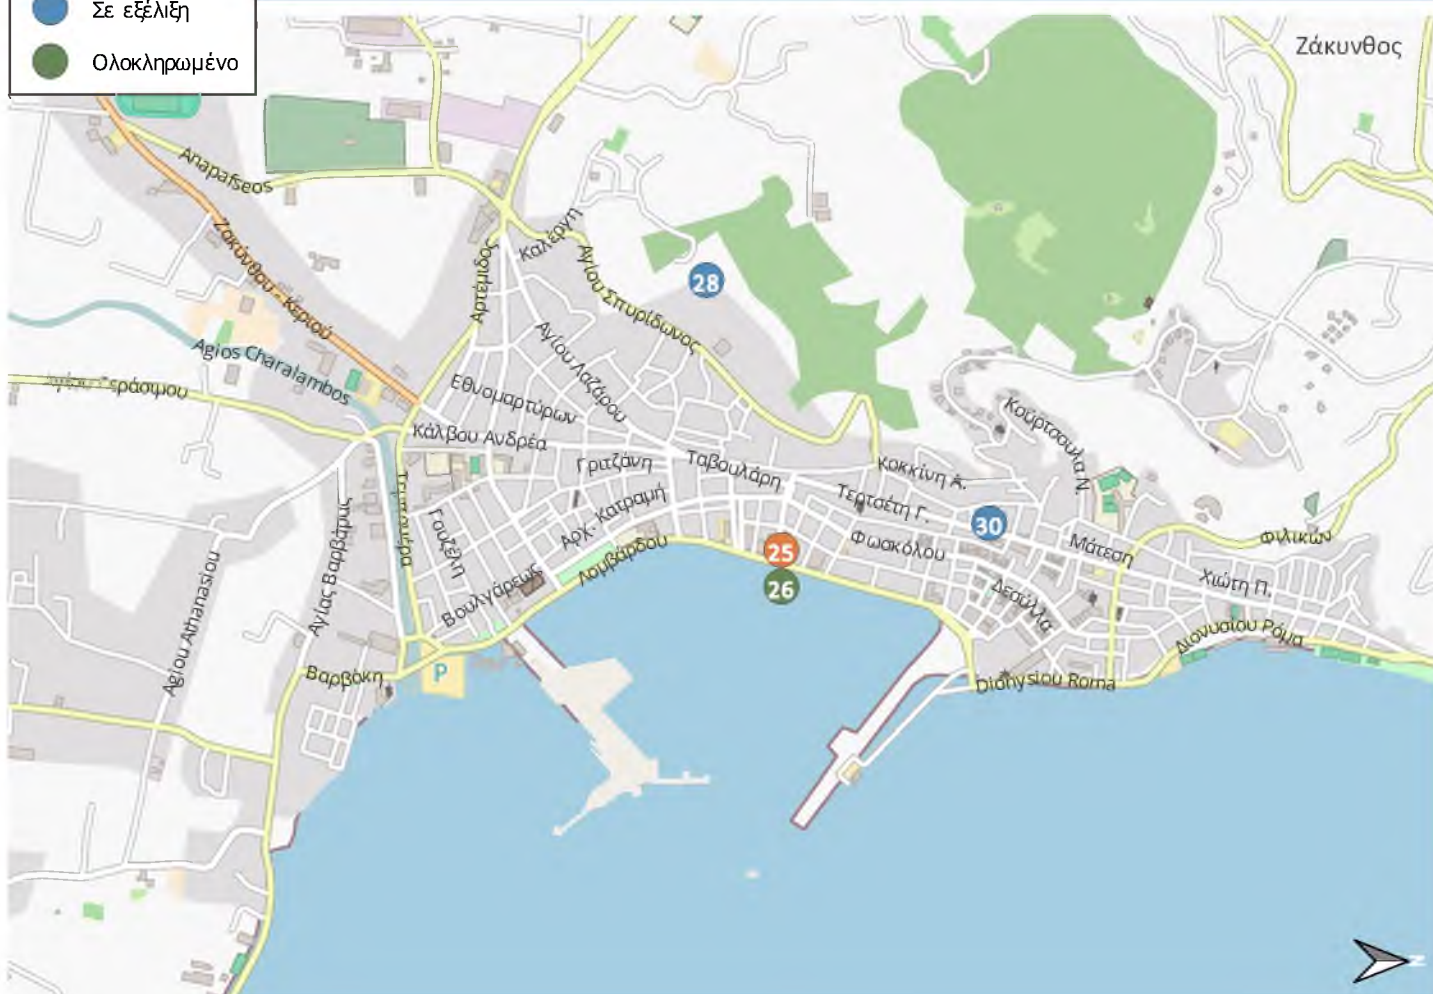 Σε εξέλιξη
Ολοκληρωμένο
Ζάκυνθος
Anapafseos
Ζακύνθου - Κεριού
Αρτέμιδος
Καλέργη
Αγίου Σπυρίδωνος
28
Αγίου Λαζάρου
Agios Charalambos
Εθνομαρτύρων
Κάλβου Ανδρέα
Γριτζάνη
Ταβουλάρη
Κοκκίνη Α.
Κούρτσουλα Ν.
Τερτσέτη Γ.
30
Αρχ. Κατραμή
Γουζέλη
Φωσκόλου
Μάτεση
Φιλικών
25
26
Λομβάρδου
Βουλγάρεως
Αγίας Βαρβάρας
Agiou Athanasiou
Δεσύλλα
Χιώτη Π.
Διονυσίου Ρώμα
Βαρβάκη
P
Dionysiou Roma
N